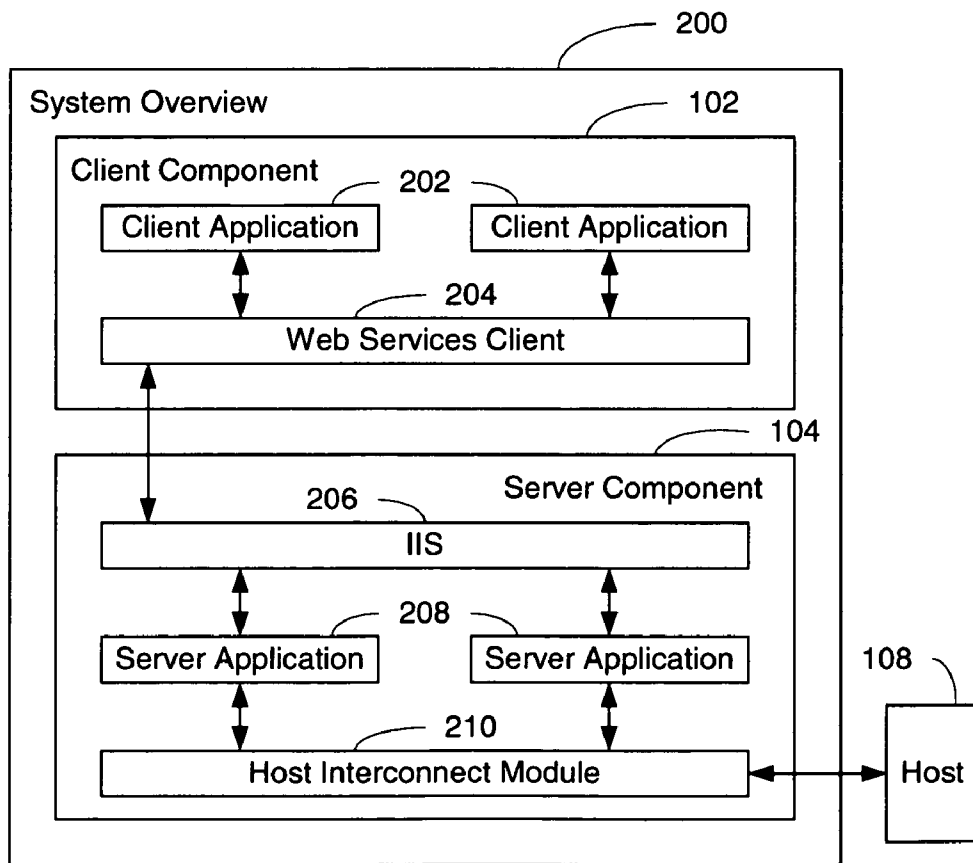 200
System Overview
102
Client Component
202
Client Application
Client Application
204
Web Services Client
104
Server Component
206
IIS
208
Server Application
Server Application
108
210
Host Interconnect Module
Host